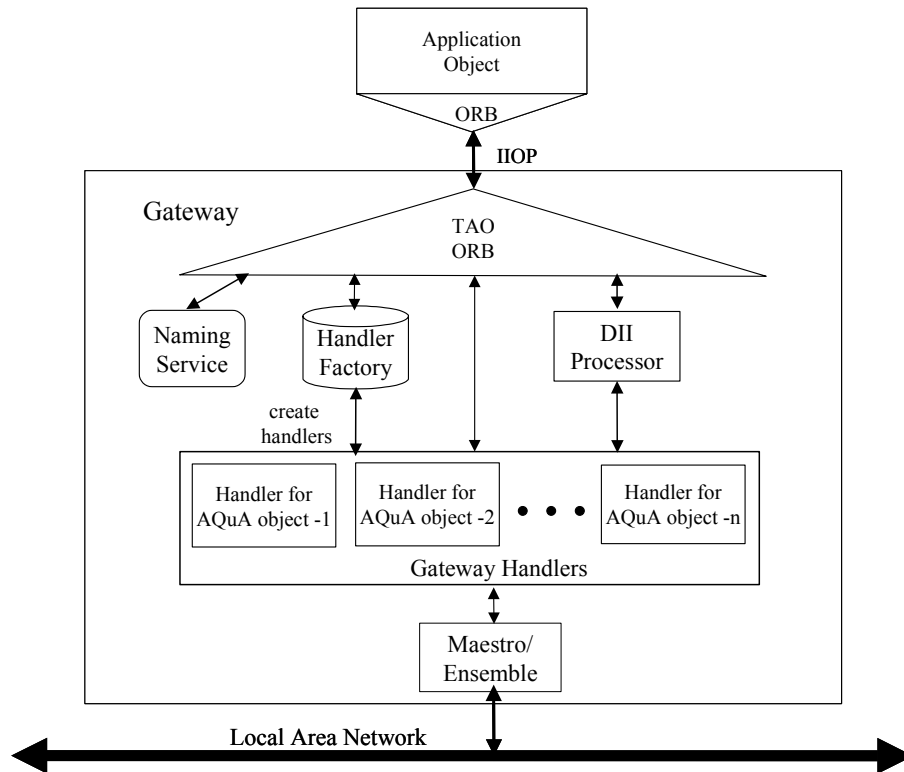 Application
Object
ORB
IIOP
Gateway
TAO
ORB
Naming
Service
Handler
Factory
DII
Processor
create
handlers
Handler for
AQuA object -1
Handler for
AQuA object -2
Handler for
AQuA object -n
Gateway Handlers
Maestro/
Ensemble
Local Area Network